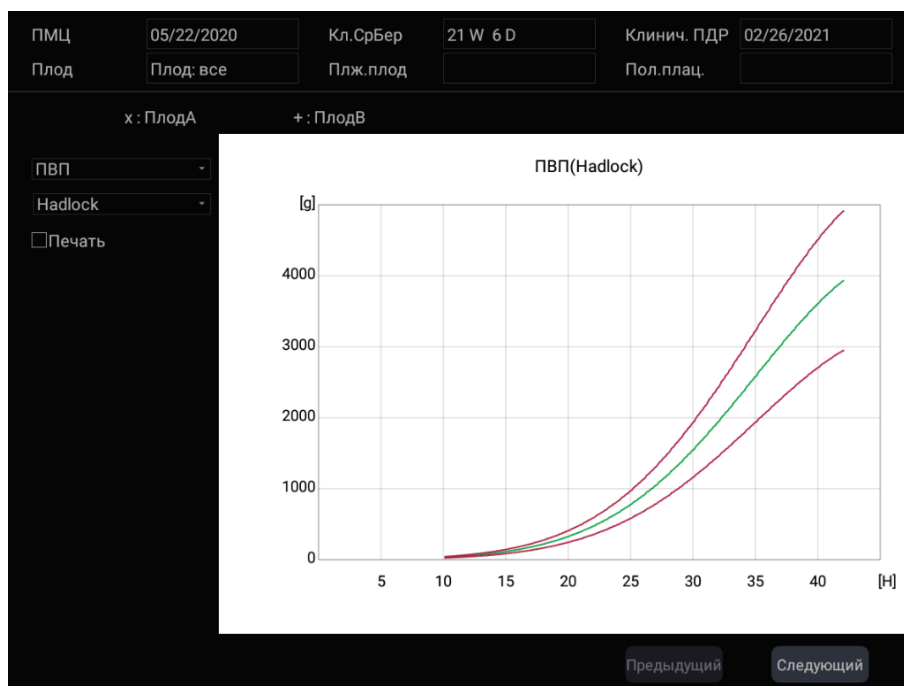 ПМЦ 05/22/2020 Кл.СрБер 21 W 6 D Клинич. ПДР 02/26/2021
Плод Плод: все Плж.плод Пол.плац.
x : ПлодА + : ПлодВ
ПВП
Hadlock
Печать
ПВП(Hadlock)
[g]
4000
3000
2000
1000
0
5 10 15 20 25 30 35 40 [Н]
Предыдущий Следующий